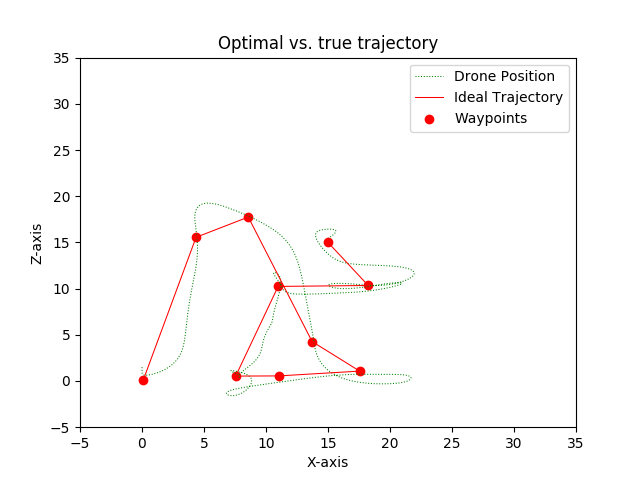 Optimal vs. true trajectory
Drone Position
Ideal Trajectory
Waypoints
Z-axis
35
30
25
20
15
10
5
0
−5
−5 0 5 10 15 20 25 30 35
X-axis